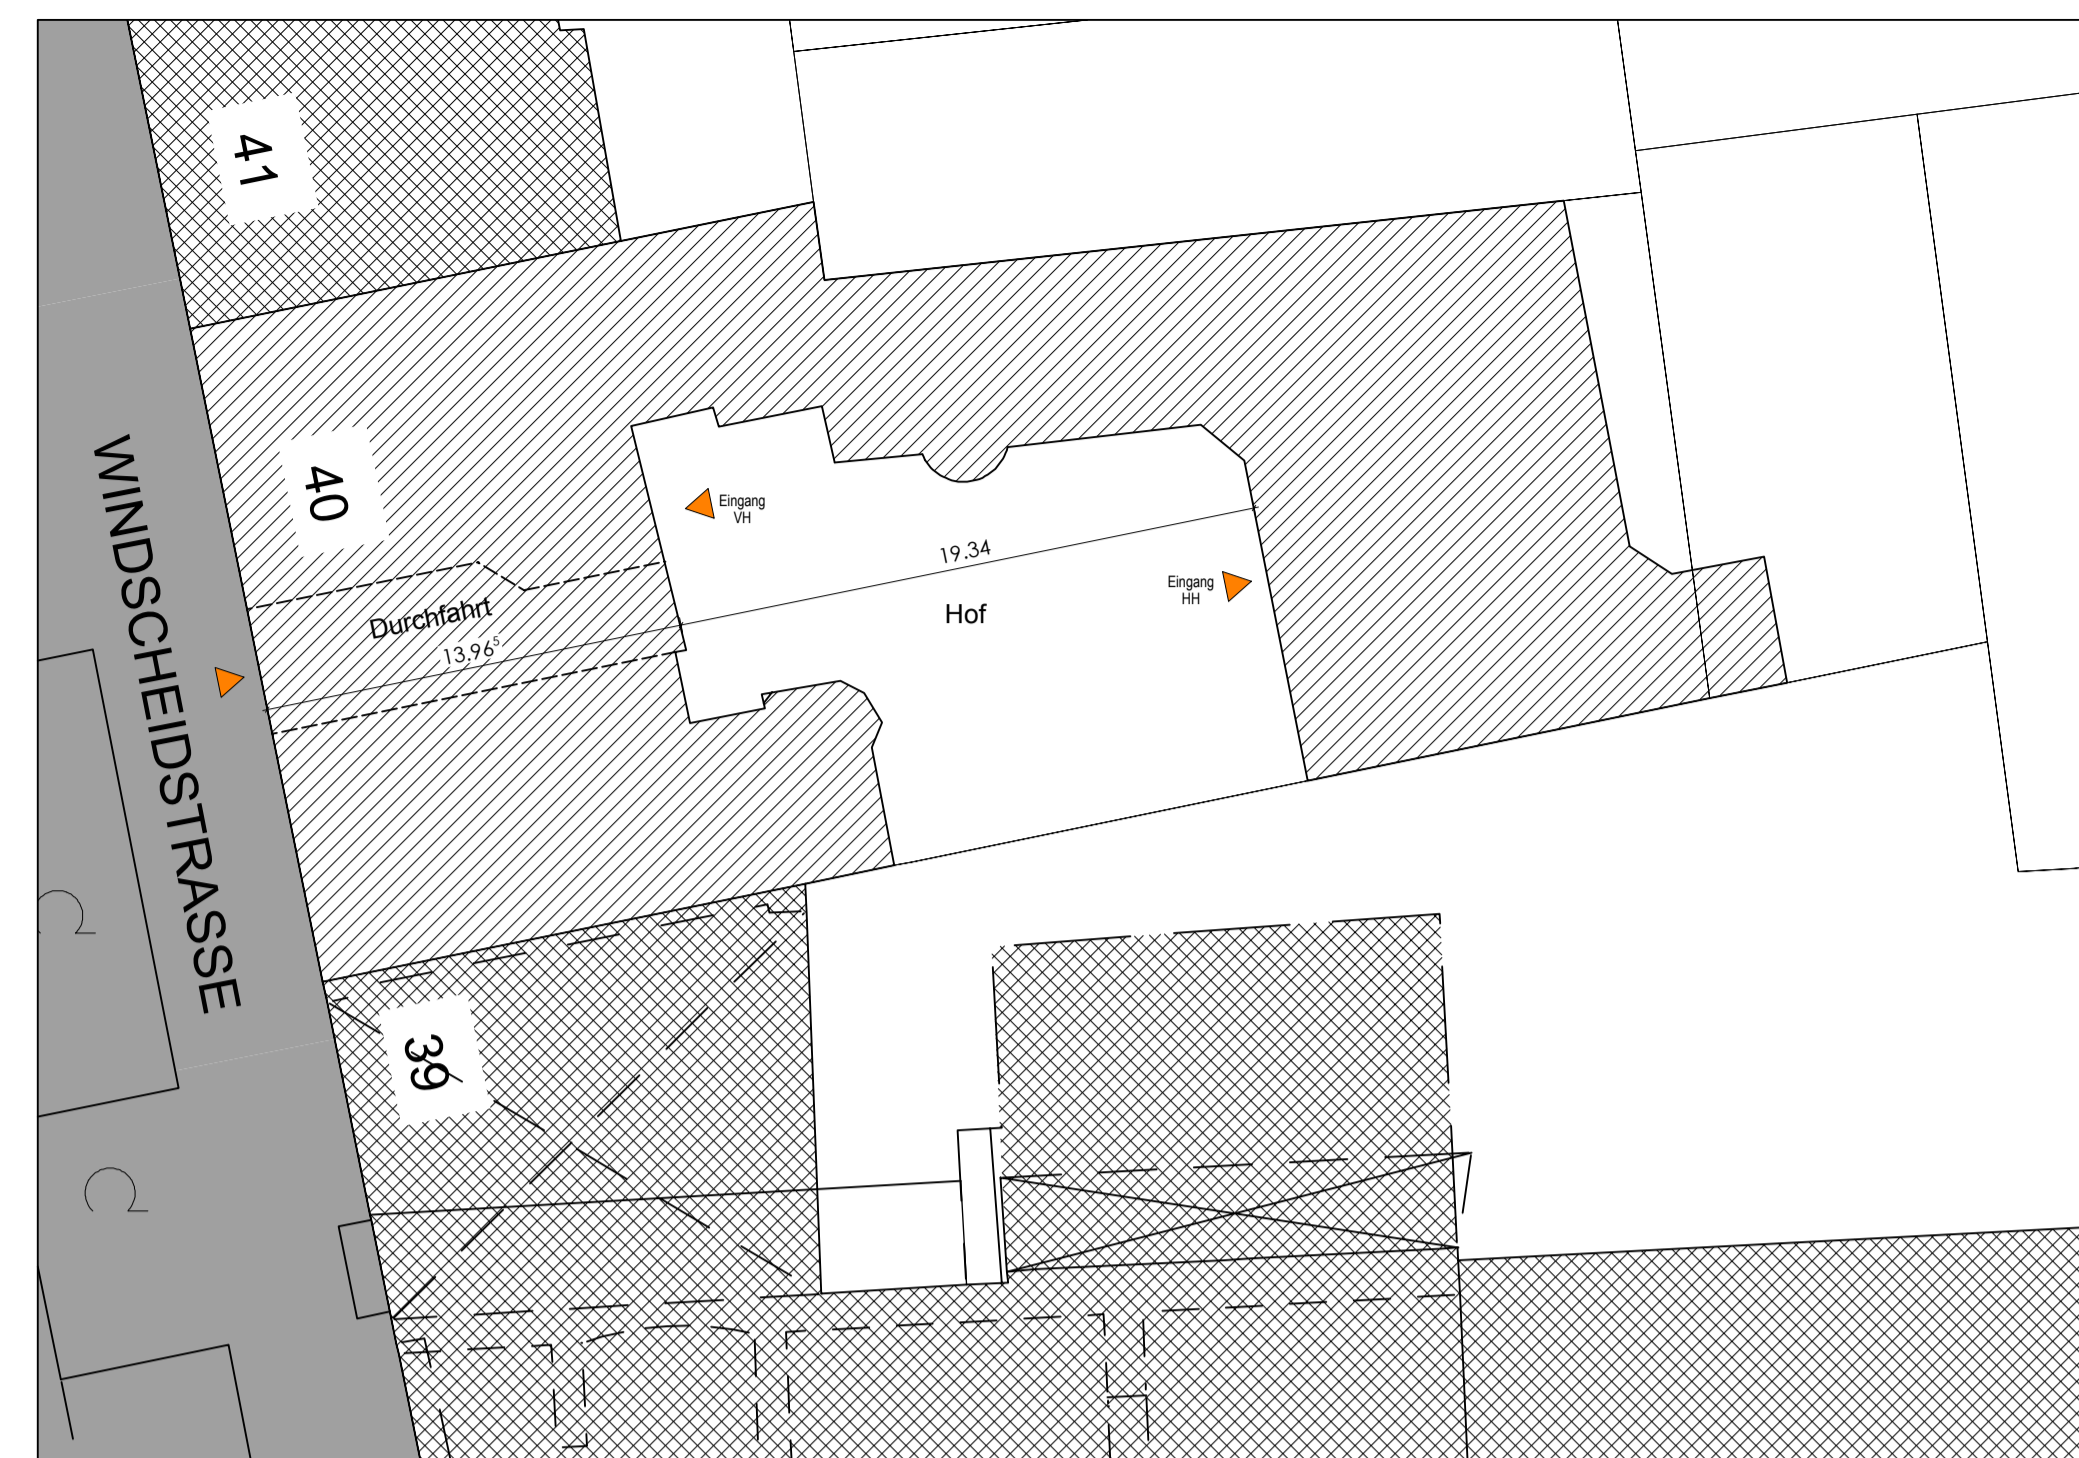 41
40
WINDSCHEIDSTRASSE
Eingang
VH
19.34
Eingang
HH
Hof
Durchfahrt
13.96⁵
39